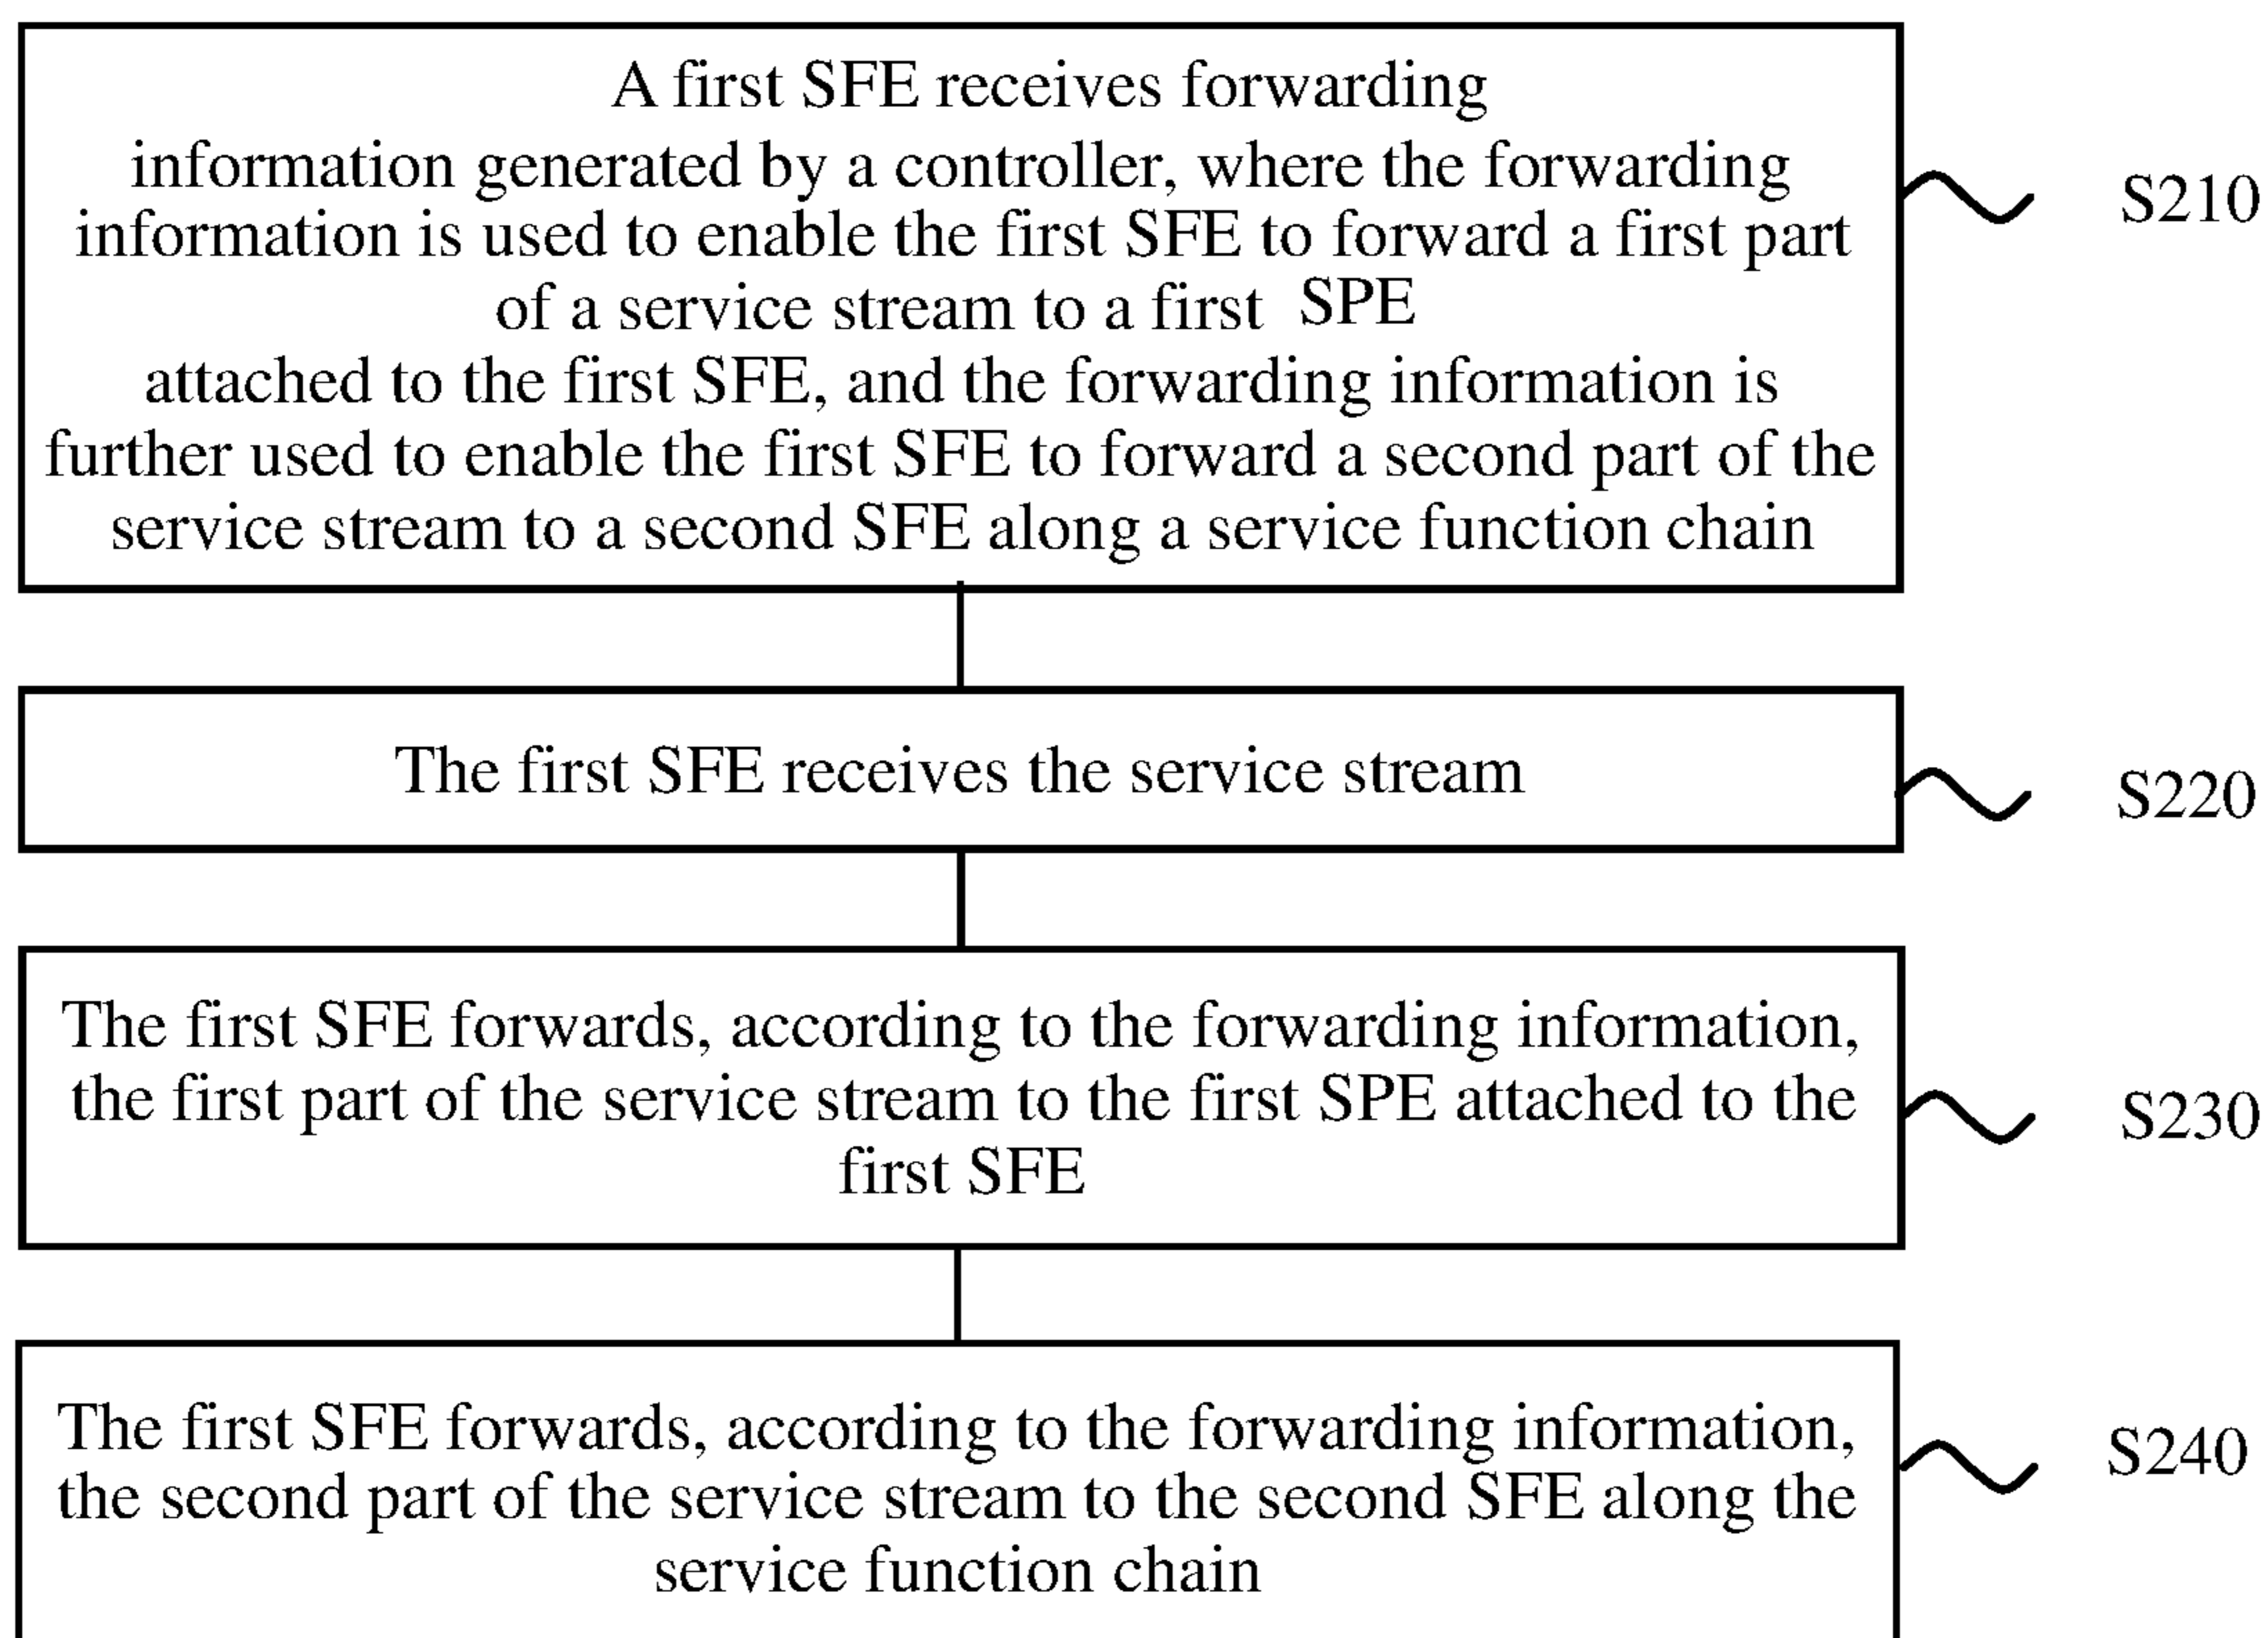 A first SFE receives forwarding
information generated by a controller, where the forwarding
information is used to enable the first SFE to forward a first part
of a service stream to a first SPE
attached to the first SFE, and the forwarding information is
further used to enable the first SFE to forward a second part of the
service stream to a second SFE along a service function chain
S210
The first SFE receives the service stream
S220
The first SFE forwards, according to the forwarding information,
the first part of the service stream to the first SPE attached to the
first SFE
S230
The first SFE forwards, according to the forwarding information,
the second part of the service stream to the second SFE along the
service function chain
S240